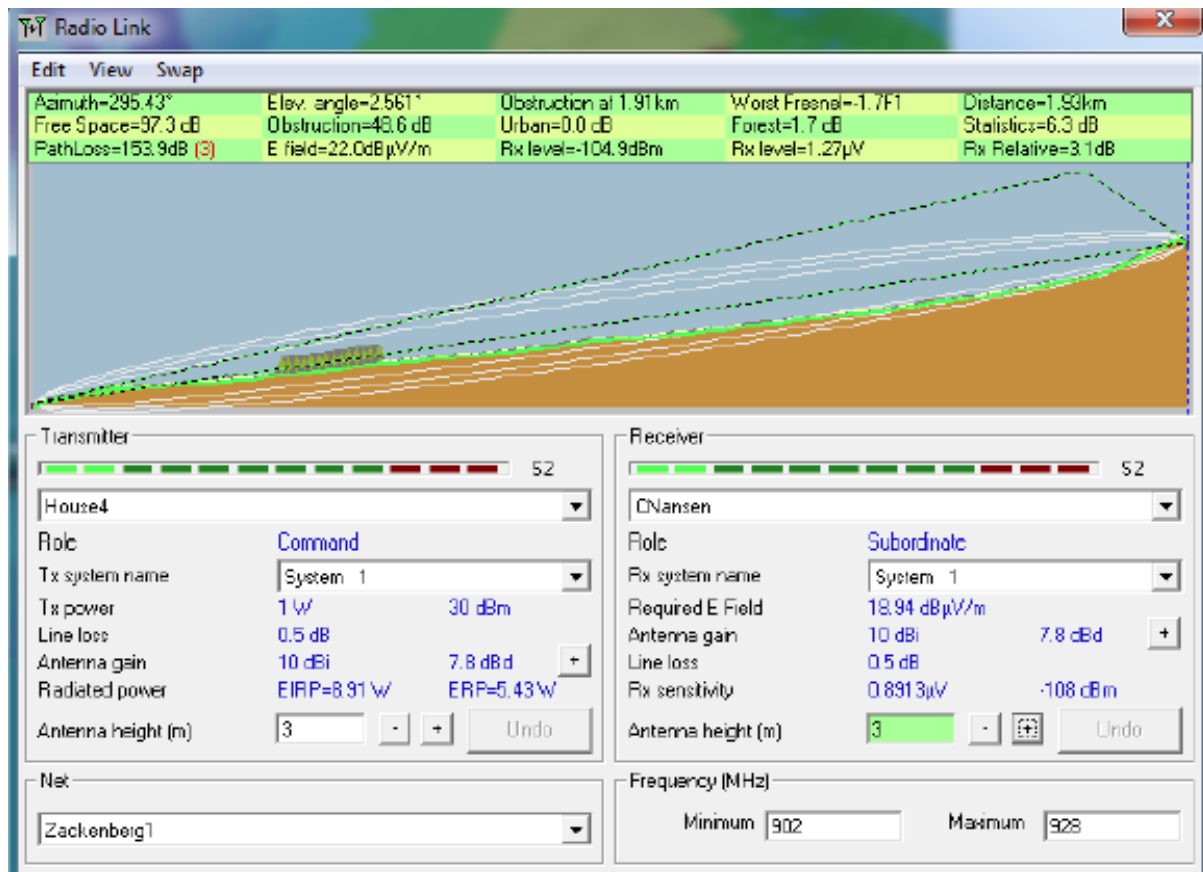 Radio Link
Edit View Swap
Azimuth=295.43° Elev. angle=2.561° Obstruction at 1.91km Worst Fresnel=-1.7F1 Distance=1.93km
Free Space=97.3 dB Obstruction=48.6 dB Urban=0.0 dB Forest=1.7 dB Statistics=6.3 dB
PathLoss=153.9dB (3) E field=22.0dBµV/m Rx level=-104.9dBm Rx level=1.27µV Rx Relative=3.1dB
Transmitter
S2
House4
Role Command
Tx system name System 1
Tx power 1 W 30 dBm
Line loss 0.5 dB
Antenna gain 10 dBi 7.8 dBd +
Radiated power EIRP=8.91 W ERP=5.43 W
Antenna height (m) 3 - + Undo
Net
Zackenberg1
Receiver
S2
CNansen
Role Subordinate
Rx system name System 1
Required E Field 18.94 dBµV/m
Antenna gain 10 dBi 7.8 dBd +
Line loss 0.5 dB
Rx sensitivity 0.8913µV -108 dBm
Antenna height (m) 3 - + Undo
Frequency (MHz)
Minimum 902 Maximum 928